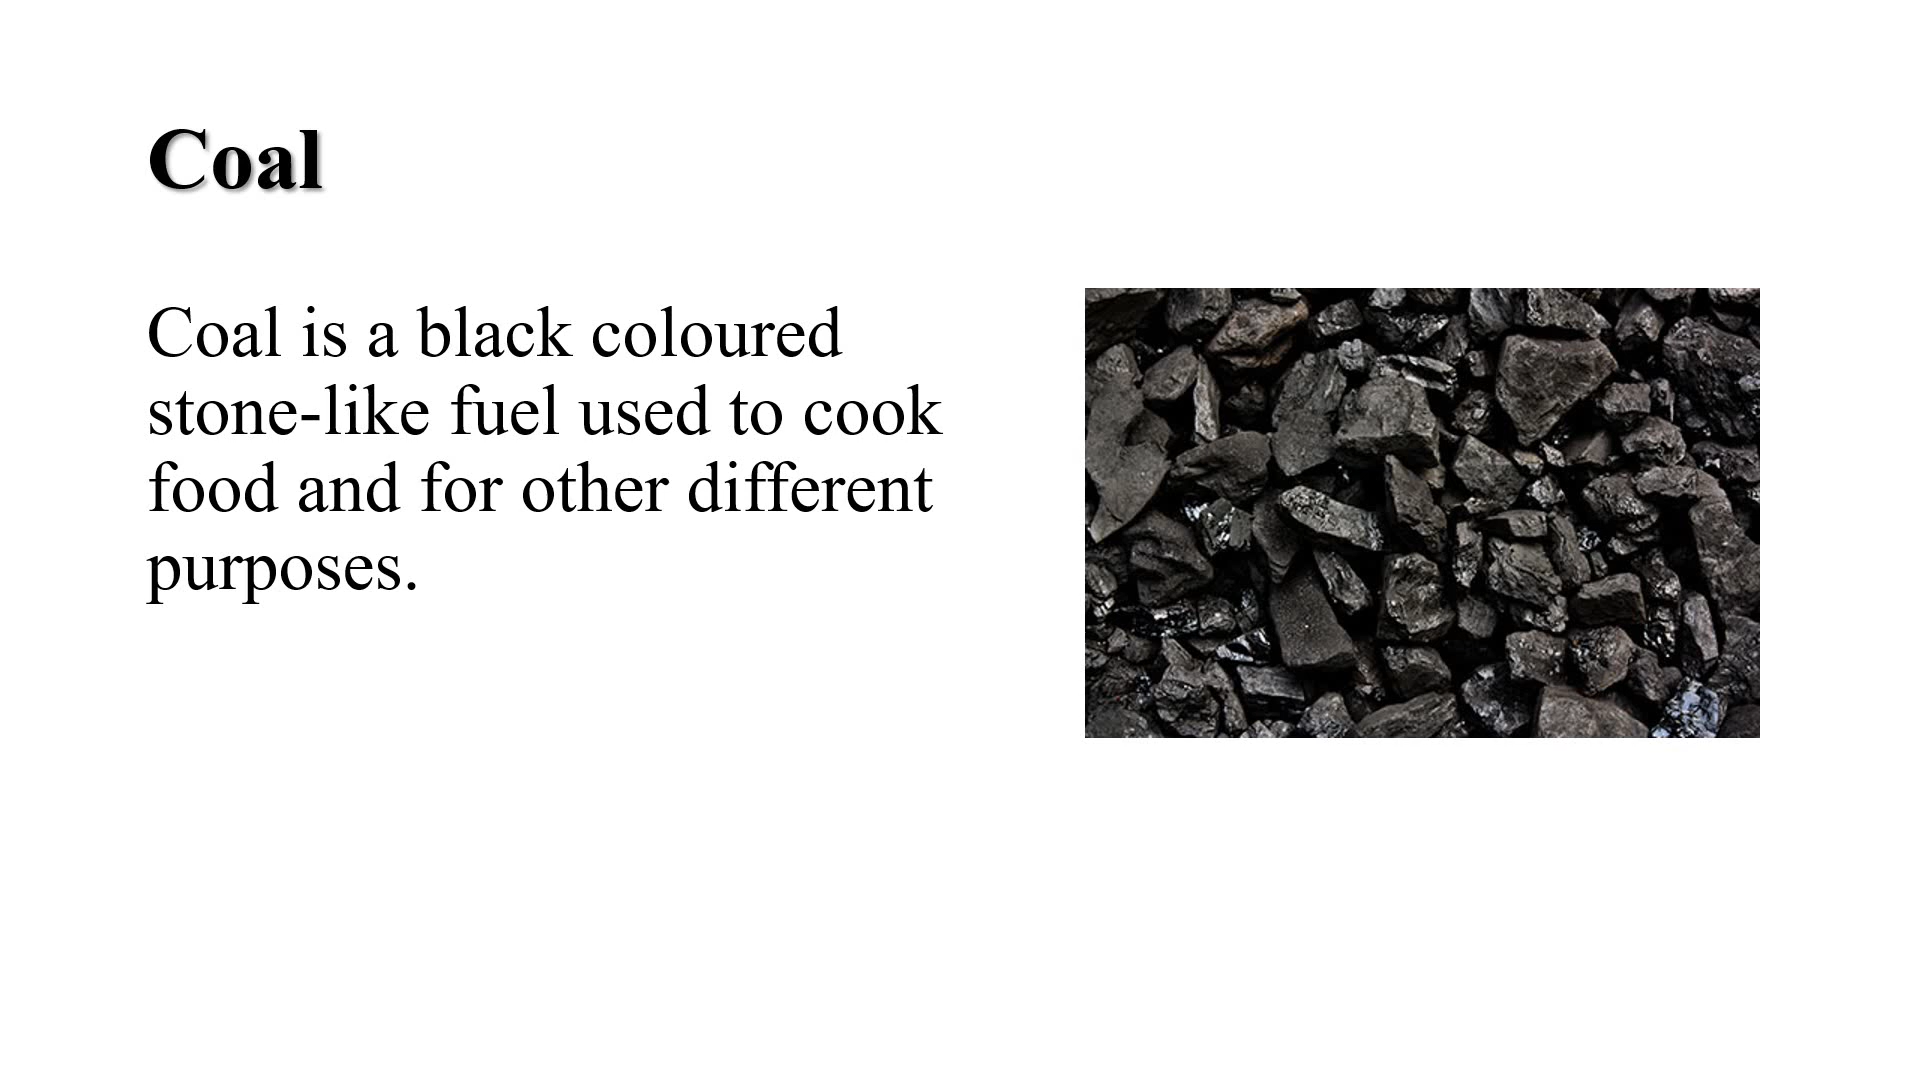 Coal
Coal is a black coloured
stone-like fuel used to cook
food and for other different
purposes.